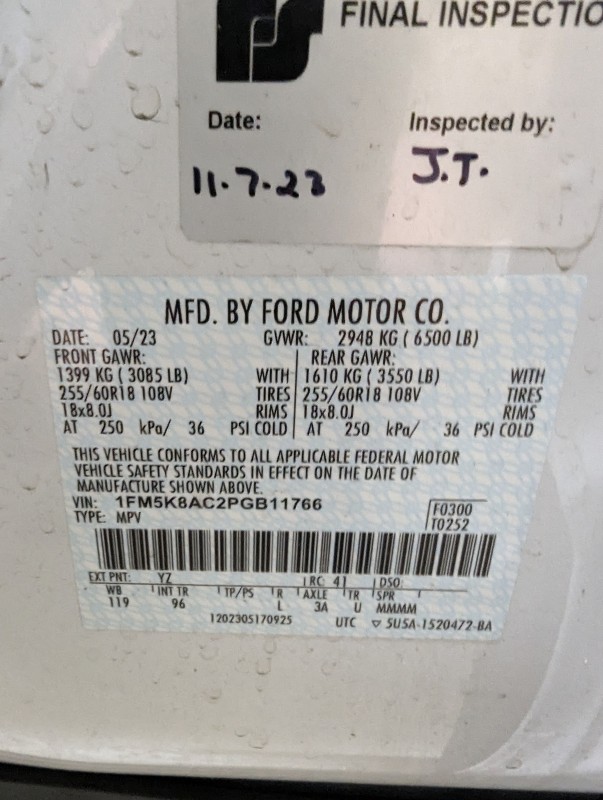 FINAL INSPECTIO
Date: Inspected by:
11-7-23 J.T.
MFD. BY FORD MOTOR CO.
DATE: 05/23 GVWR: 2948 KG ( 6500 LB)
FRONT GAWR: REAR GAWR:
1399 KG ( 3085 LB) WITH 1610 KG ( 3550 LB) WITH
255/60R18 108V TIRES 255/60R18 108V TIRES
18x8.0J RIMS 18x8.0J RIMS
AT 250 kPa/ 36 PSI COLD AT 250 kPa/ 36 PSI COLD
THIS VEHICLE CONFORMS TO ALL APPLICABLE FEDERAL MOTOR
VEHICLE SAFETY STANDARDS IN EFFECT ON THE DATE OF
MANUFACTURE SHOWN ABOVE.
VIN: 1FM5K8AC2PGB11766 F0300
TYPE: MPV T0252
EXT PNT: YZ RC: 41 DSO:
WB INT TR TP/PS R AXLE TR SPR
119 96 L 3A U MMMM
1202305170925 UTC ▽ 5USA-1520472-BA